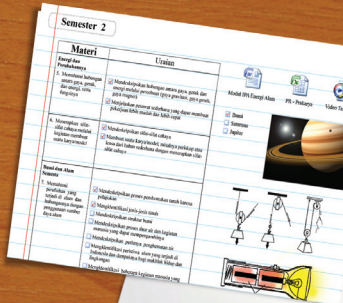 Semester 2
Materi
Uraian
Energi dan
Perubahannya
5. Memahami hubungan
antara gaya, gerak,
dan energi, serta
fungsinya
Mendeskripsikan hubungan antara gaya, gerak dan
energi melalui percobaan (gaya gravitasi, gaya gesek,
gaya magnet)
Menjelaskan pesawat sederhana yang dapat membuat
pekerjaan lebih mudah dan lebih cepat
6. Menerapkan sifat-
sifat cahaya melalui
kegiatan membuat
suatu karya/model
Mendeskripsikan sifat-sifat cahaya
Membuat suatu karya/model, misalnya periskop atau
lensa dari bahan sederhana dengan menerapkan sifat-
sifat cahaya
Bumi dan Alam
Semesta
7. Memahami
perubahan yang
terjadi di alam dan
hubungannya dengan
penggunaan sumber
daya alam
Mendeskripsikan proses pembentukan tanah karena
pelapukan
Mengidentifikasi jenis-jenis tanah
Mendeskripsikan struktur bumi
Mendeskripsikan proses daur air dan kegiatan
manusia yang dapat mempengaruhinya
Mendeskripsikan perlunya penghematan air
Mengidentifikasi peristiwa alam yang terjadi di
Indonesia dan dampaknya bagi makhluk hidup dan
lingkungan
Mengidentifikasi beberapa kegiatan manusia yang
Modul IPA Energi Alam
PR - Prakarya
Video
Bumi
Saturnus
Jupiter